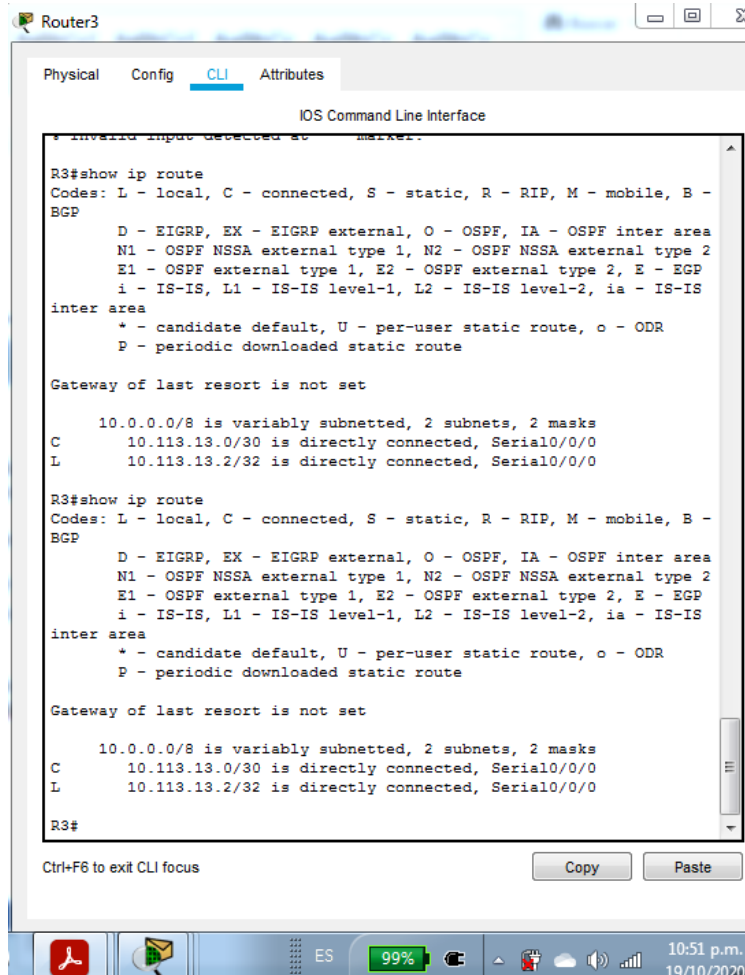 Router3
Physical Config CLI Attributes
IOS Command Line Interface
% Invalid input detected at marker.
R3#show ip route
Codes: L - local, C - connected, S - static, R - RIP, M - mobile, B -
BGP
D - EIGRP, EX - EIGRP external, O - OSPF, IA - OSPF inter area
N1 - OSPF NSSA external type 1, N2 - OSPF NSSA external type 2
E1 - OSPF external type 1, E2 - OSPF external type 2, E - EGP
i - IS-IS, L1 - IS-IS level-1, L2 - IS-IS level-2, ia - IS-IS
inter area
* - candidate default, U - per-user static route, o - ODR
P - periodic downloaded static route
Gateway of last resort is not set
10.0.0.0/8 is variably subnetted, 2 subnets, 2 masks
C 10.113.13.0/30 is directly connected, Serial0/0/0
L 10.113.13.2/32 is directly connected, Serial0/0/0
R3#show ip route
Codes: L - local, C - connected, S - static, R - RIP, M - mobile, B -
BGP
D - EIGRP, EX - EIGRP external, O - OSPF, IA - OSPF inter area
N1 - OSPF NSSA external type 1, N2 - OSPF NSSA external type 2
E1 - OSPF external type 1, E2 - OSPF external type 2, E - EGP
i - IS-IS, L1 - IS-IS level-1, L2 - IS-IS level-2, ia - IS-IS
inter area
* - candidate default, U - per-user static route, o - ODR
P - periodic downloaded static route
Gateway of last resort is not set
10.0.0.0/8 is variably subnetted, 2 subnets, 2 masks
C 10.113.13.0/30 is directly connected, Serial0/0/0
L 10.113.13.2/32 is directly connected, Serial0/0/0
R3#
Ctrl+F6 to exit CLI focus
Copy Paste
ES 99% 10:51 p.m.
19/10/2020